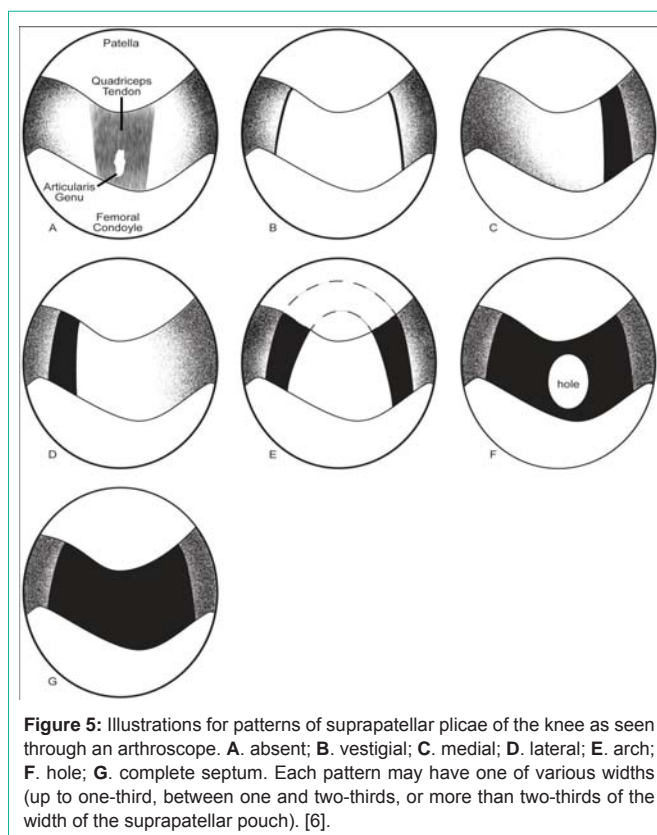 Patella
Quadriceps
Tendon
Articularis
Genu
Femoral
Condoyle
A
B
C
D
E
hole
F
G
Figure 5: Illustrations for patterns of suprapatellar plicae of the knee as seen
through an arthroscope. A. absent; B. vestigial; C. medial; D. lateral; E. arch;
F. hole; G. complete septum. Each pattern may have one of various widths
(up to one-third, between one and two-thirds, or more than two-thirds of the
width of the suprapatellar pouch). [6].